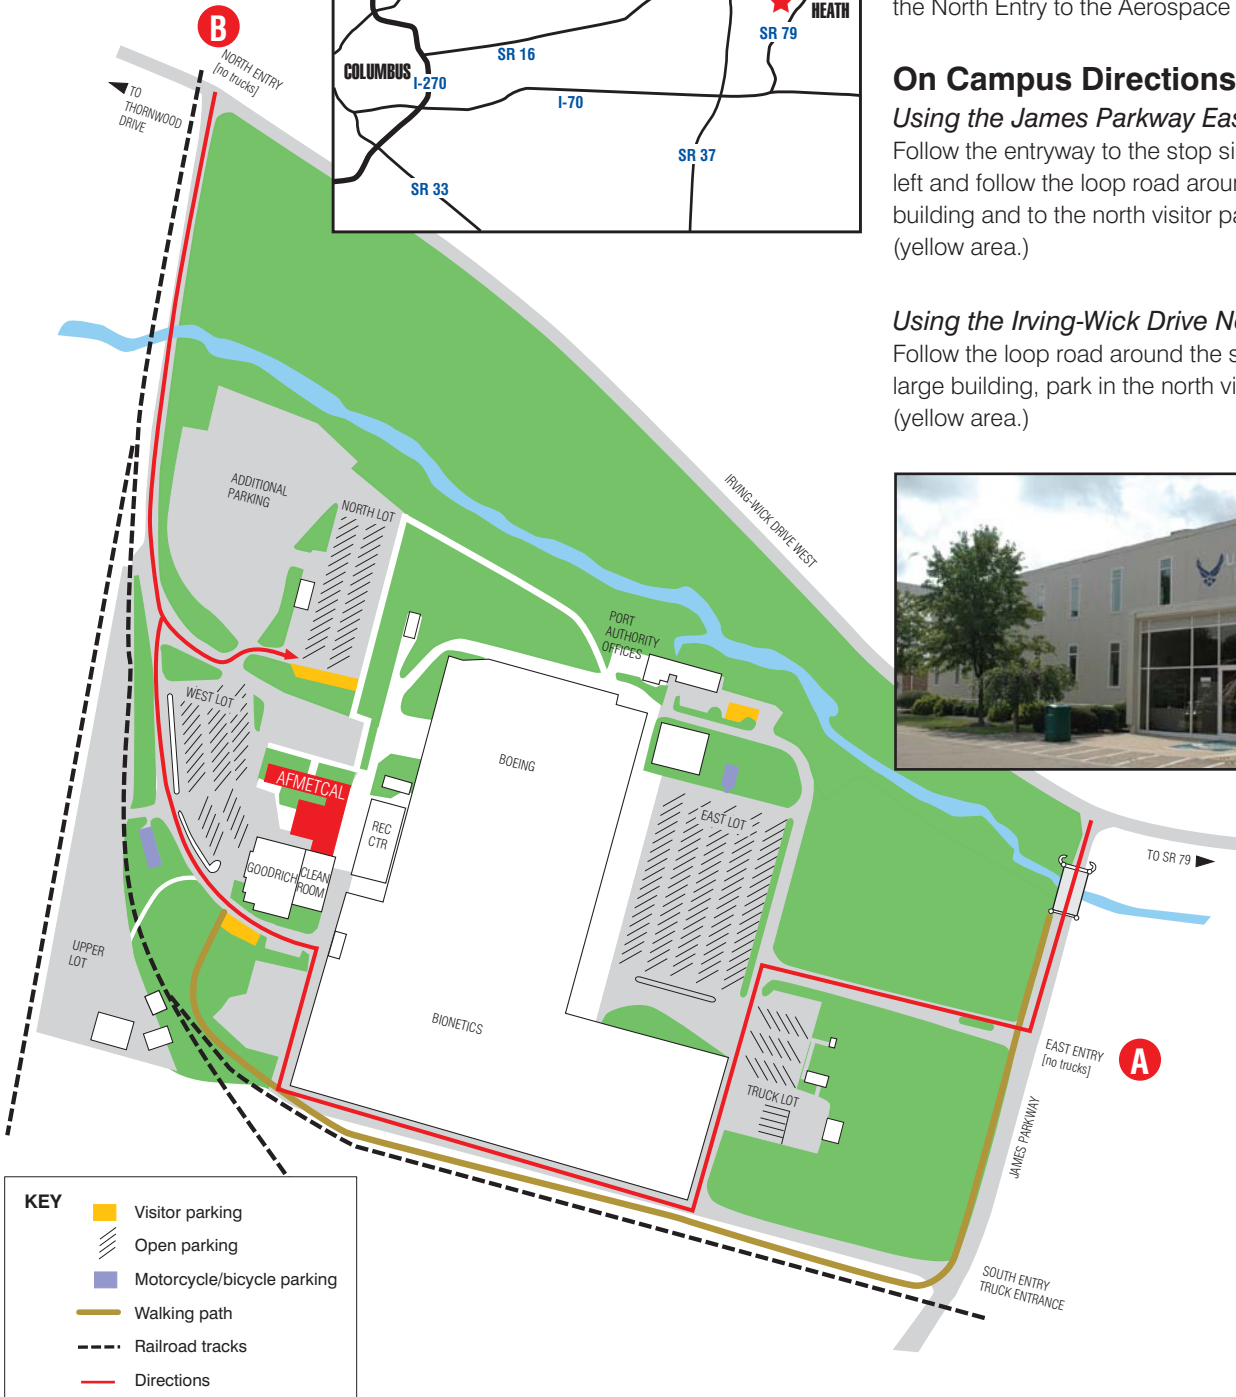 B
NORTH ENTRY
[no trucks]
TO
THORNWOOD
DRIVE
COLUMBUS
I-270
SR 16
I-70
SR 33
SR 37
SR 79
HEATH
the North Entry to the Aerospace
On Campus Directions
Using the James Parkway Eas
Follow the entryway to the stop si
left and follow the loop road aroun
building and to the north visitor pa
(yellow area.)
Using the Irving-Wick Drive No
Follow the loop road around the s
large building, park in the north vi
(yellow area.)
ADDITIONAL
PARKING
NORTH LOT
IRVING-WICK DRIVE WEST
PORT
AUTHORITY
OFFICES
WEST LOT
BOEING
AFMETCAL
REC
CTR
EAST LOT
GOODRICH
CLEAN
ROOM
TO SR 79
UPPER
LOT
BIONETICS
TRUCK LOT
EAST ENTRY
[no trucks]
A
JAMES PARKWAY
SOUTH ENTRY
TRUCK ENTRANCE
KEY
Visitor parking
Open parking
Motorcycle/bicycle parking
Walking path
Railroad tracks
Directions